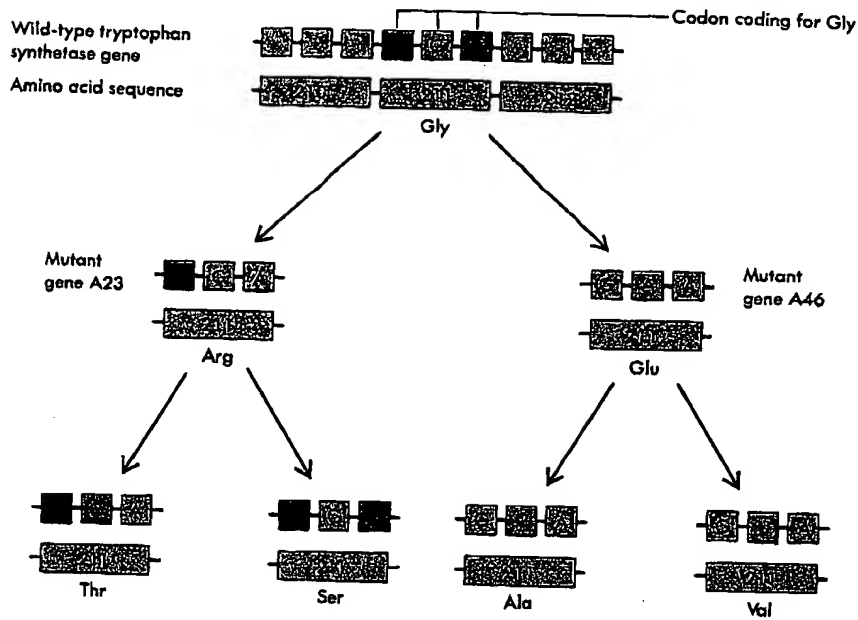 Codon coding for Gly
Wild-type tryptophan
synthetase gene
Amino acid sequence
Gly
Mutant
gene A23
Arg
Mutant
gene A46
Glu
Thr
Ser
Ala
Val